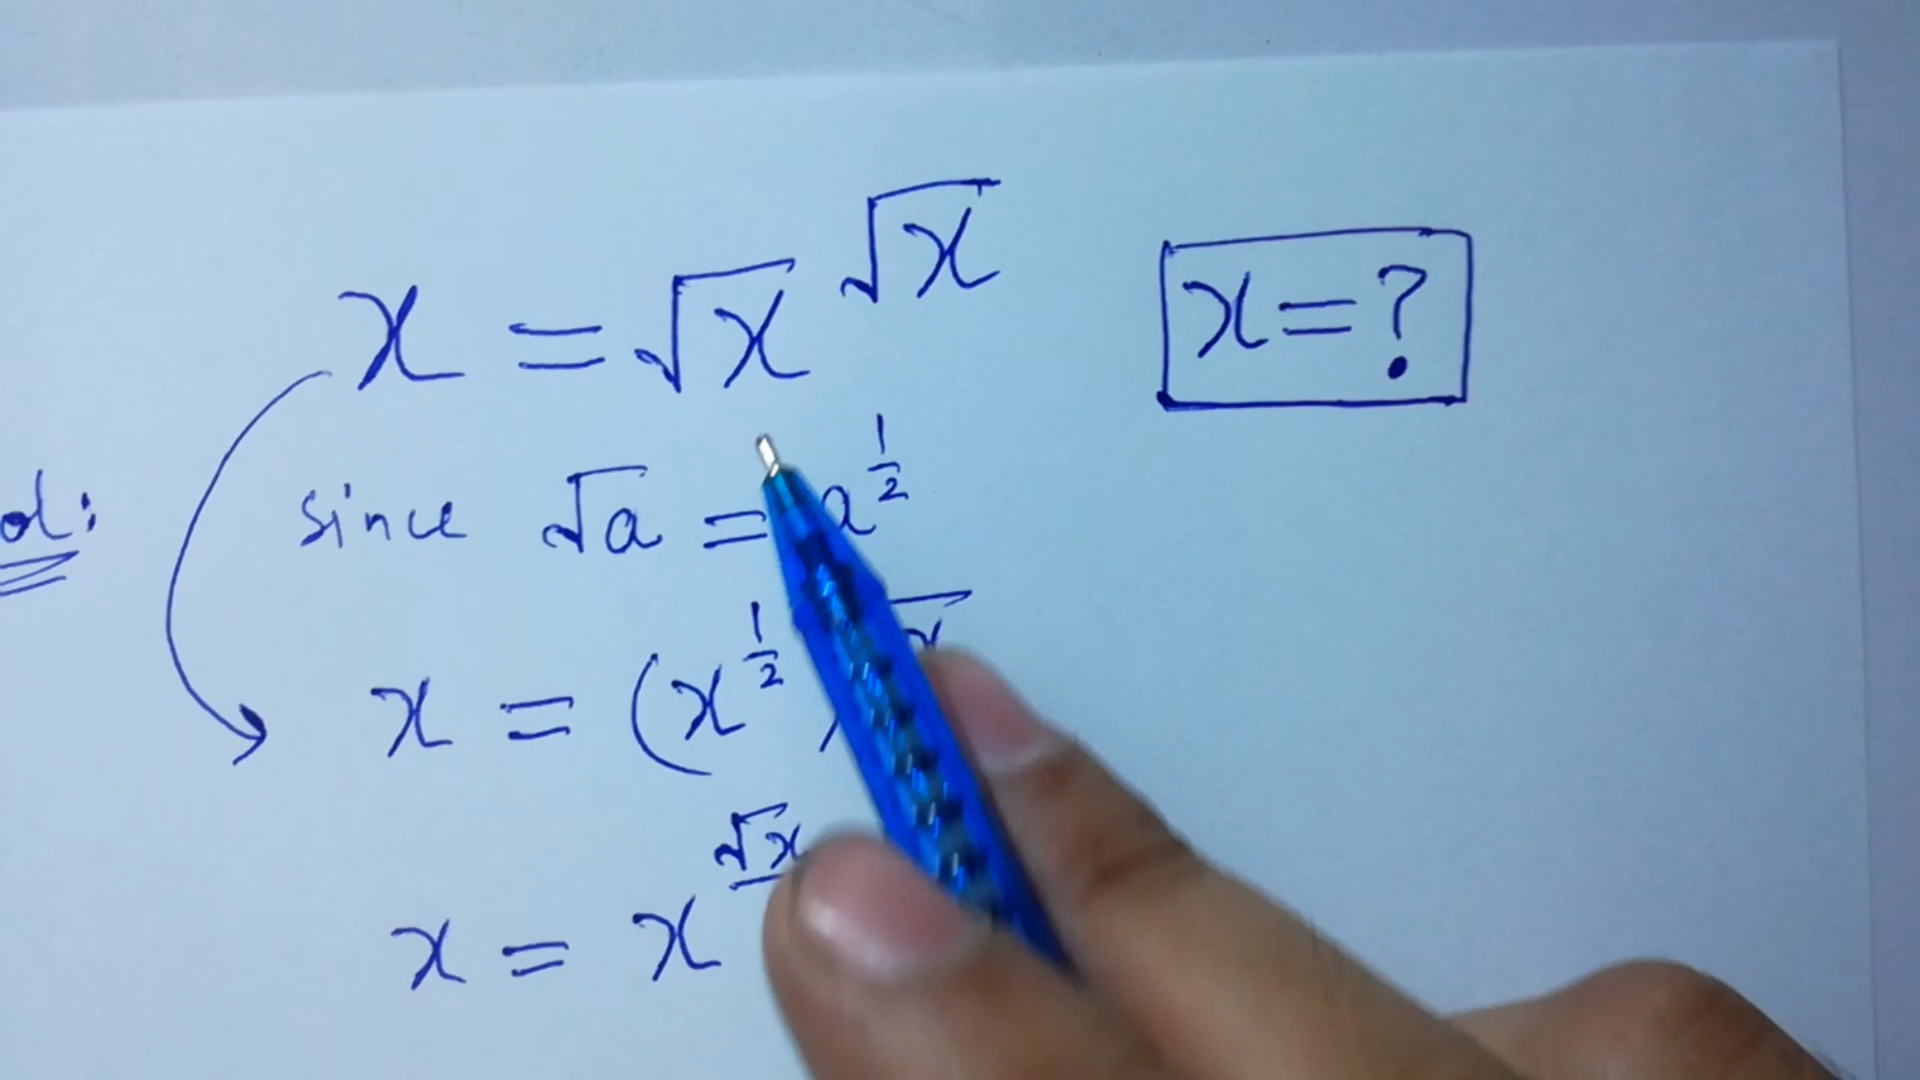 x = √x^√x
x = ?
ol:
since √a = a^1/2
x = (x^1/2)
x = x^√x